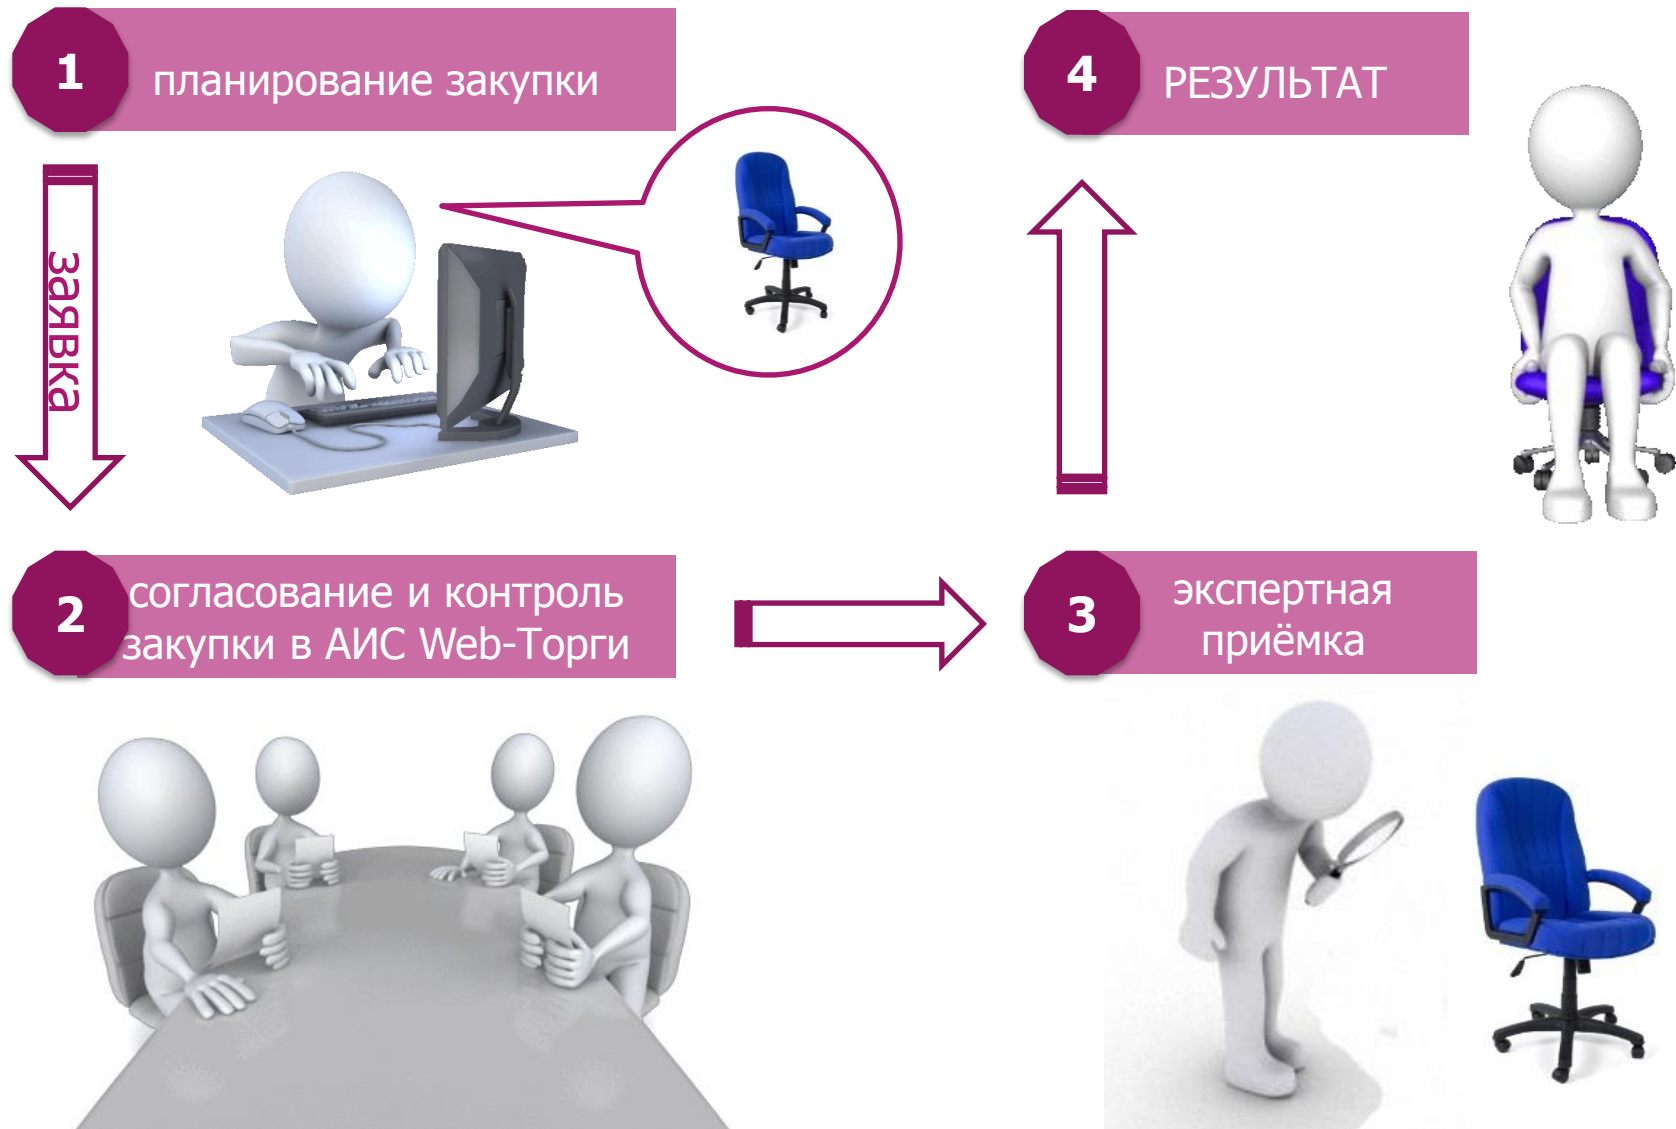 1
планирование закупки
заявка
2
согласование и контроль
закупки в АИС Web-Торги
3
экспертная
приёмка
4
РЕЗУЛЬТАТ